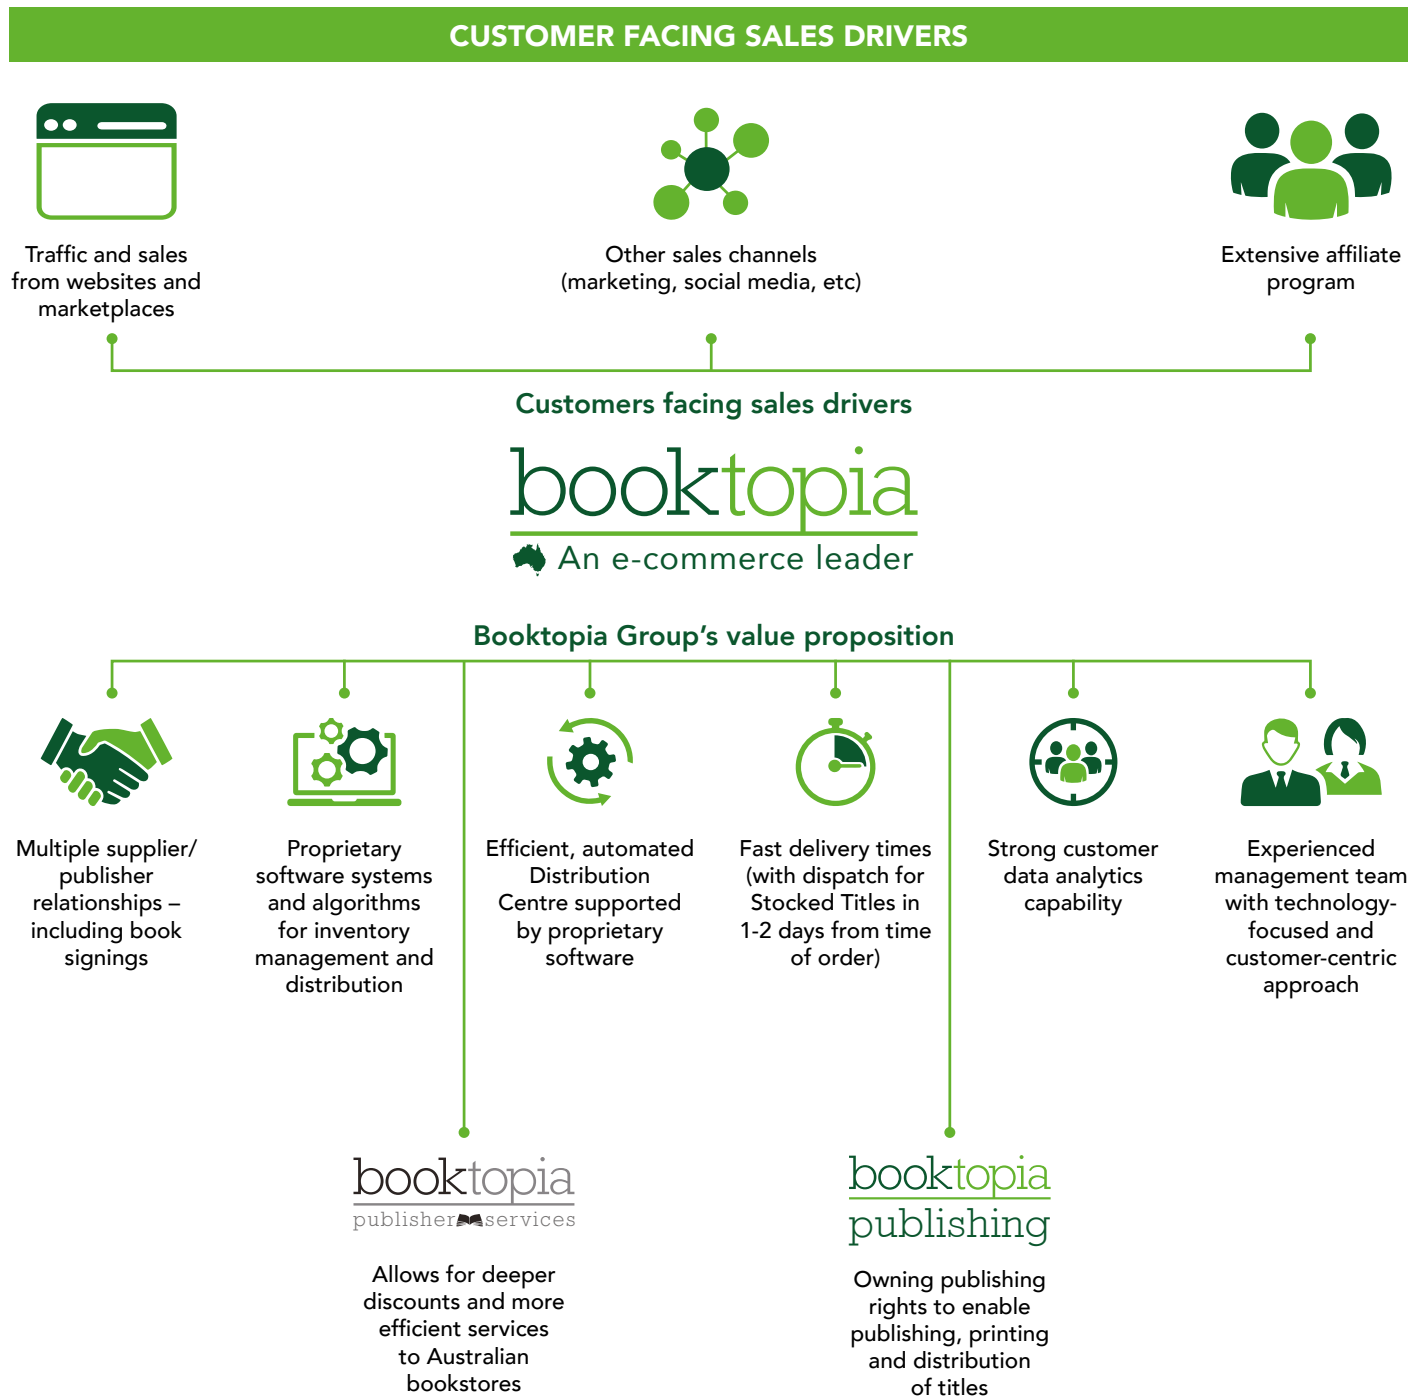 CUSTOMER FACING SALES DRIVERS
Traffic and sales
from websites and
marketplaces
Other sales channels
(marketing, social media, etc)
Extensive affiliate
program
Customers facing sales drivers
booktopia
An e-commerce leader
Booktopia Group’s value proposition
Multiple supplier/
publisher
relationships –
including book
signings
Proprietary
software systems
and algorithms
for inventory
management and
distribution
Efficient, automated
Distribution
Centre supported
by proprietary
software
Fast delivery times
(with dispatch for
Stocked Titles in
1-2 days from time
of order)
Strong customer
data analytics
capability
Experienced
management team
with technology-
focused and
customer-centric
approach
booktopia
publisher services
Allows for deeper
discounts and more
efficient services
to Australian
bookstores
booktopia
publishing
Owning publishing
rights to enable
publishing, printing
and distribution
of titles